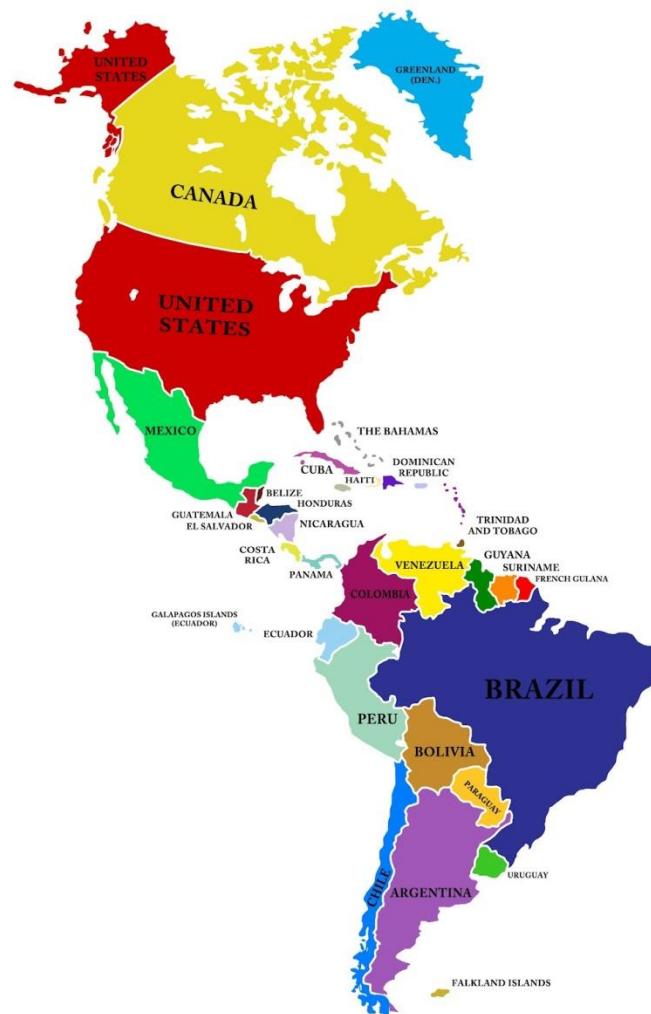 UNITED
STATES
GREENLAND
(DEN.)
CANADA
UNITED
STATES
MEXICO
THE BAHAMAS
CUBA
HAITI
DOMINICAN
REPUBLIC
BELIZE
HONDURAS
GUATEMALA
EL SALVADOR
NICARAGUA
COSTA
RICA
PANAMA
TRINIDAD
AND TOBAGO
VENEZUELA
GUYANA
SURINAME
FRENCH GUIANA
COLOMBIA
GALAPAGOS ISLANDS
(ECUADOR)
ECUADOR
BRAZIL
PERU
BOLIVIA
PARAGUAY
CHILE
ARGENTINA
URUGUAY
FALKLAND ISLANDS